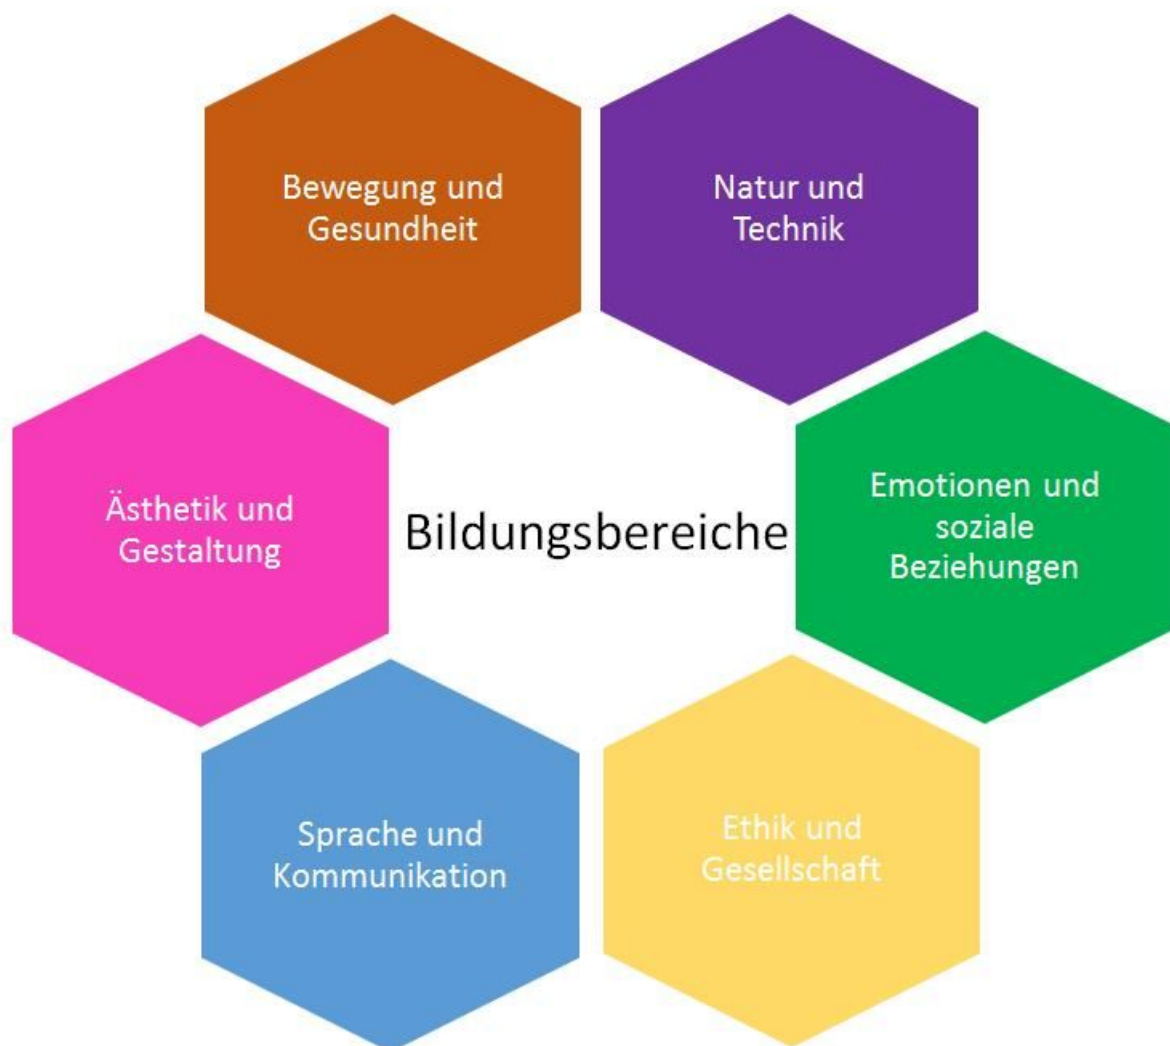 Bewegung und
Gesundheit
Natur und
Technik
Ästhetik und
Gestaltung
Bildungsbereiche
Emotionen und
soziale
Beziehungen
Sprache und
Kommunikation
Ethik und
Gesellschaft